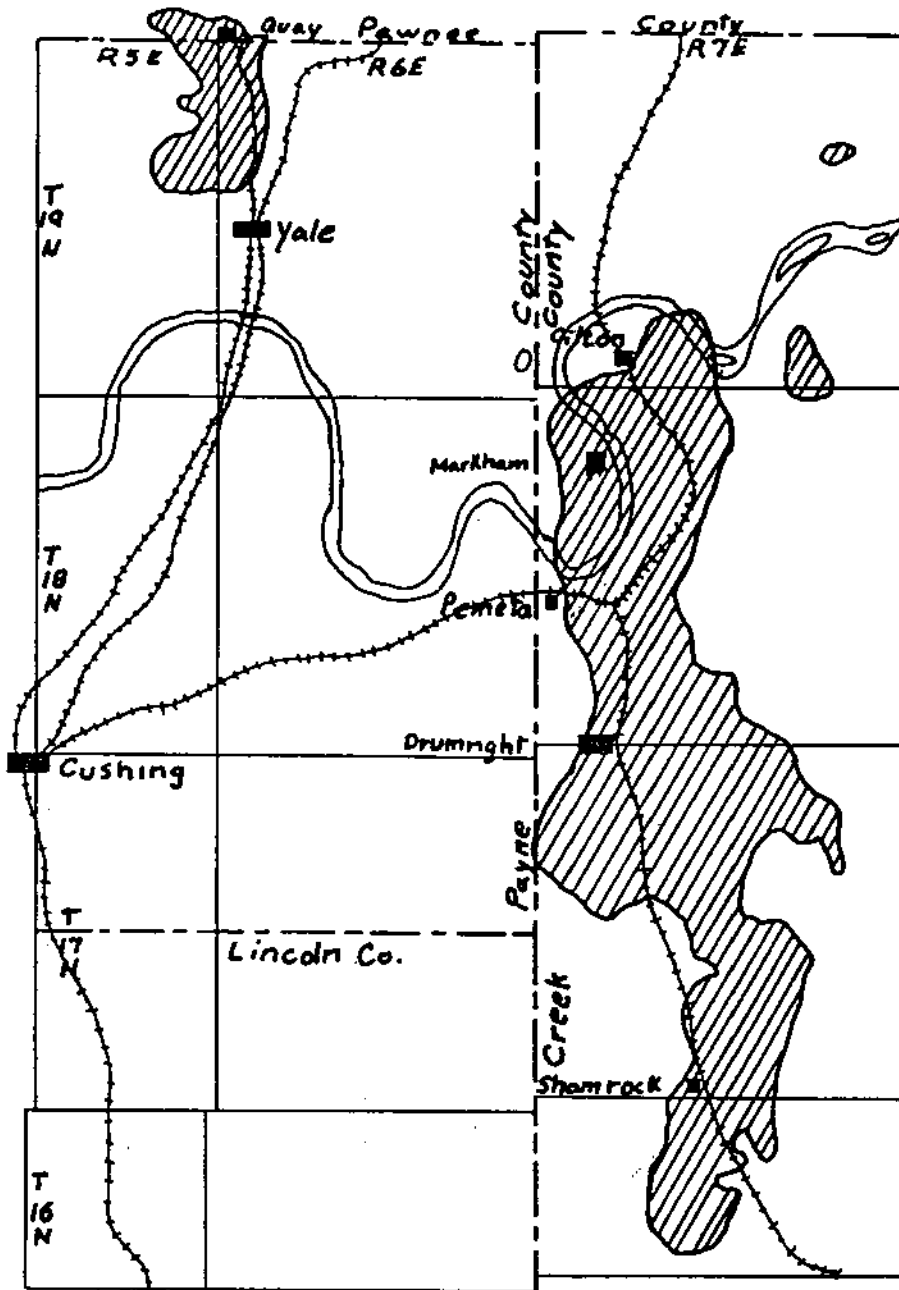 Quay Pawnee County
R5E R6E R7E
T
19
N
Yale
County
County
Oilton
Markham
T
18
N
Pemeta
Drumright
Cushing
Payne
Creek
T
17
N
Lincoln Co.
Shamrock
T
16
N